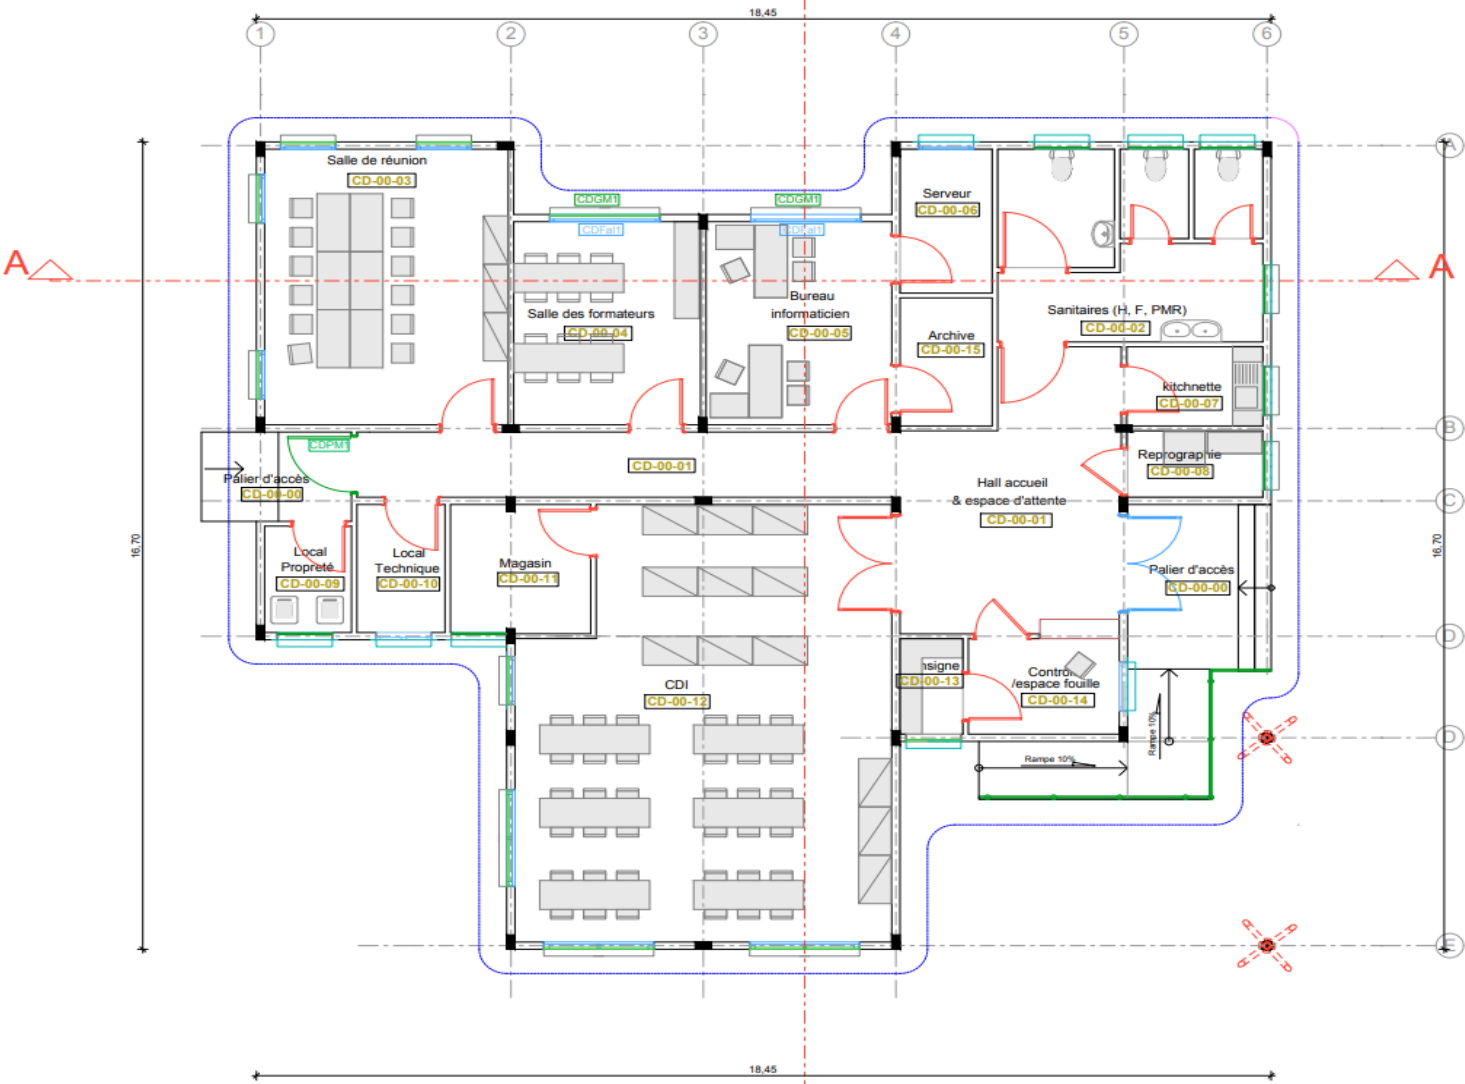 18,45
1
2
3
4
5
6
A
Salle de réunion
CD-00-03
CDGM1
CDGM1
CDFal1
CDFal1
Serveur
CD-00-06
A
A
Bureau
informaticien
CD-00-05
Salle des formateurs
CD-00-04
Sanitaires (H, F, PMR)
CD-00-02
Archive
CD-00-15
kitchnette
CD-00-07
B
CDPM1
CD-00-01
Reprographie
CD-00-08
Palier d'accès
CD-00-00
Hall accueil
& espace d'attente
CD-00-01
C
16,70
16,70
Local
Propreté
CD-00-09
Local
Technique
CD-00-10
Magasin
CD-00-11
Palier d'accès
CD-00-00
D
CDI
CD-00-12
nsigne
CD-00-13
/espace fouille
CD-00-14
Rampe 10%
Rampe 10%
D
E
18,45